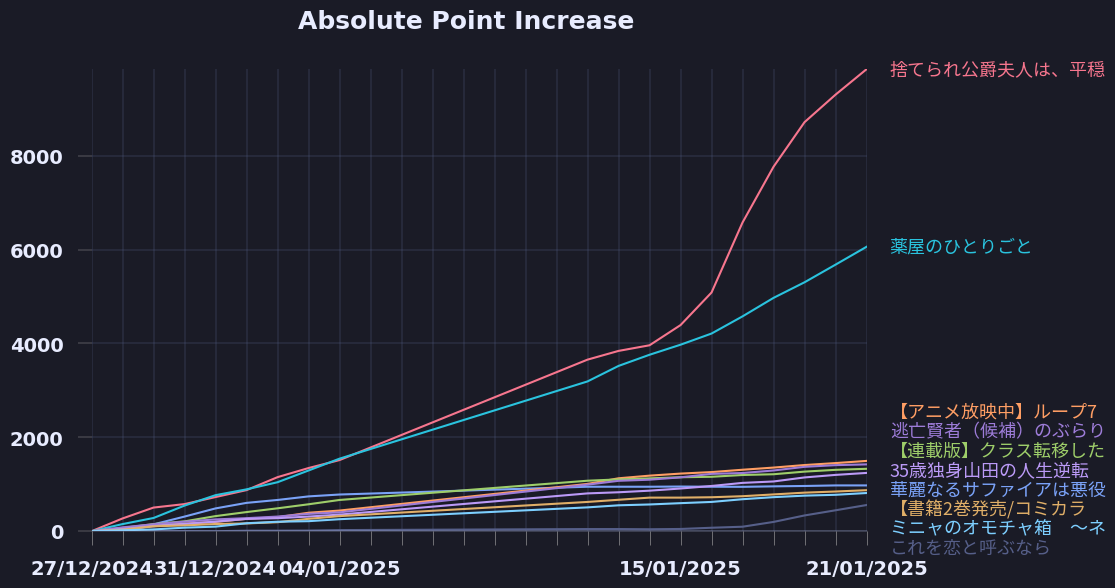 Absolute Point Increase
捨てられ公爵夫人は、平穏
8000
薬屋のひとりごと
6000
4000
【アニメ放映中】ループ7
2000
逃亡賢者（候補）のぶらり
【連載版】クラス転移した
35歳独身山田の人生逆転
華麗なるサファイアは悪役
【書籍2巻発売/コミカラ
ミニャのオモチャ箱　～ネ
0
これを恋と呼ぶなら
27/12/2024 31/12/2024 04/01/2025 15/01/2025 21/01/2025